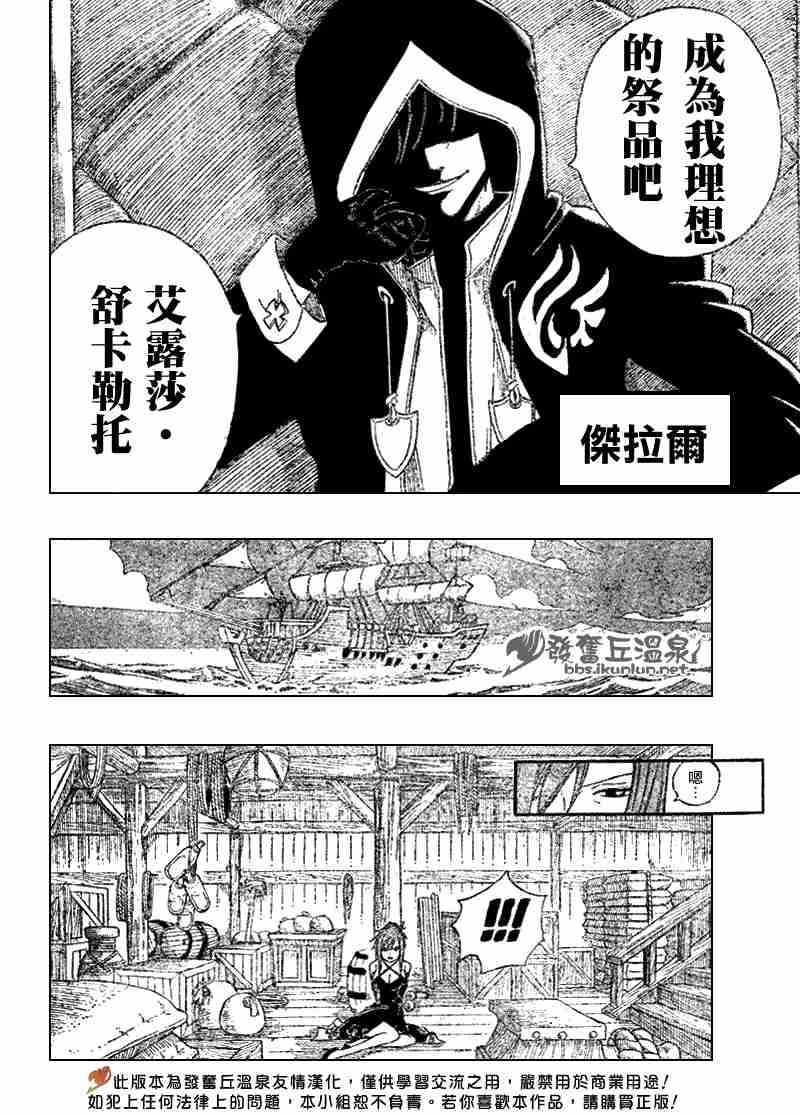 成為我理想
的祭品吧
艾露莎·
舒卡勒托
傑拉爾
發奮丘溫泉
bbs.ikunlun.net
嗯…
!!!
此版本為發奮丘溫泉友情漢化，僅供學習交流之用，嚴禁用於商業用途!
如犯上任何法律上的問題，本小組恕不負責。若你喜歡本作品，請購買正版!